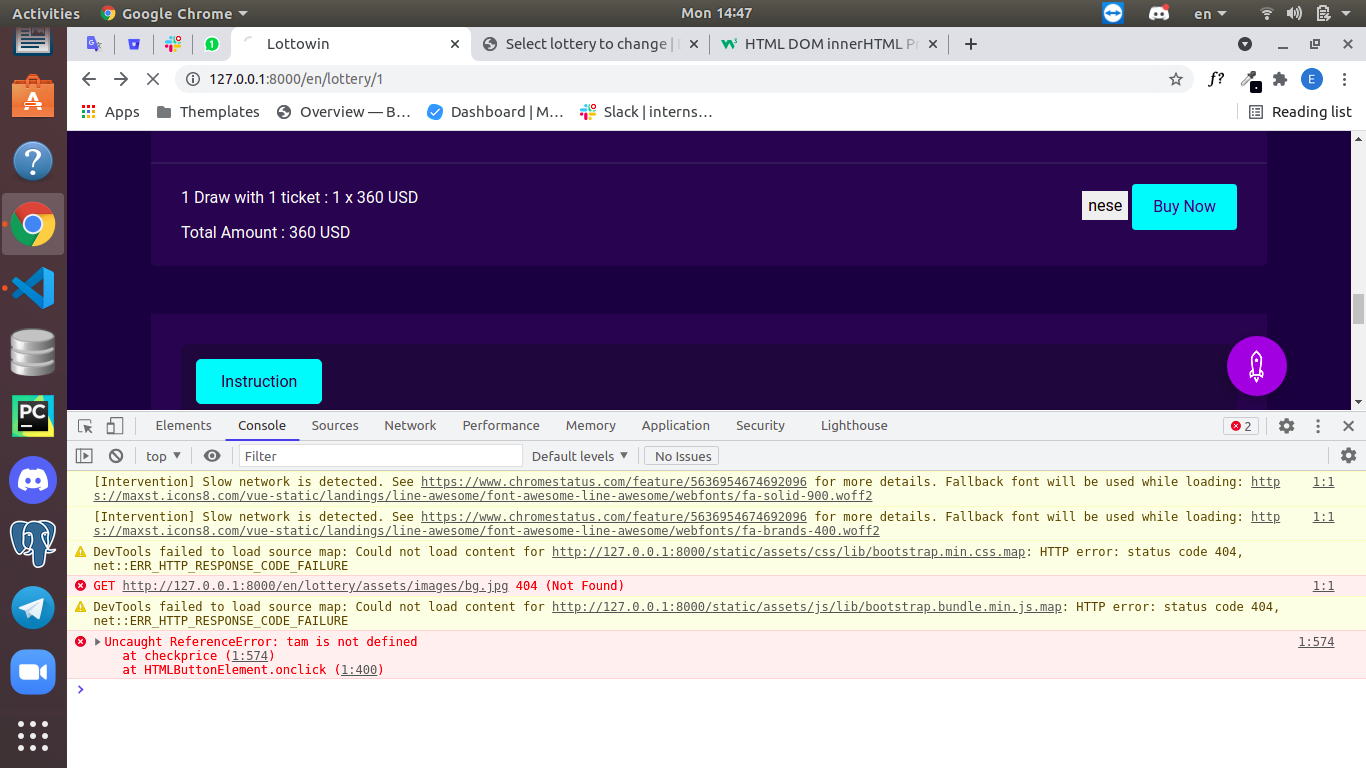 Activities
Google Chrome
Mon 14:47
en
Lottowin
Select lottery to change |
HTML DOM innerHTML Pr
127.0.0.1:8000/en/lottery/1
f?
E
Apps
Themplates
Overview — B…
Dashboard | M…
Slack | interns…
Reading list
1 Draw with 1 ticket : 1 x 360 USD
nese
Buy Now
Total Amount : 360 USD
Instruction
Elements
Console
Sources
Network
Performance
Memory
Application
Security
Lighthouse
2
top
Filter
Default levels
No Issues
[Intervention] Slow network is detected. See https://www.chromestatus.com/feature/5636954674692096 for more details. Fallback font will be used while loading: http
1:1
s://maxst.icons8.com/vue-static/landings/line-awesome/font-awesome-line-awesome/webfonts/fa-solid-900.woff2
[Intervention] Slow network is detected. See https://www.chromestatus.com/feature/5636954674692096 for more details. Fallback font will be used while loading: http
1:1
s://maxst.icons8.com/vue-static/landings/line-awesome/font-awesome-line-awesome/webfonts/fa-brands-400.woff2
DevTools failed to load source map: Could not load content for http://127.0.0.1:8000/static/assets/css/lib/bootstrap.min.css.map: HTTP error: status code 404,
net::ERR_HTTP_RESPONSE_CODE_FAILURE
GET http://127.0.0.1:8000/en/lottery/assets/images/bg.jpg 404 (Not Found)
1:1
DevTools failed to load source map: Could not load content for http://127.0.0.1:8000/static/assets/js/lib/bootstrap.bundle.min.js.map: HTTP error: status code 404,
net::ERR_HTTP_RESPONSE_CODE_FAILURE
Uncaught ReferenceError: tam is not defined
1:574
at checkprice (1:574)
at HTMLButtonElement.onclick (1:400)
PC